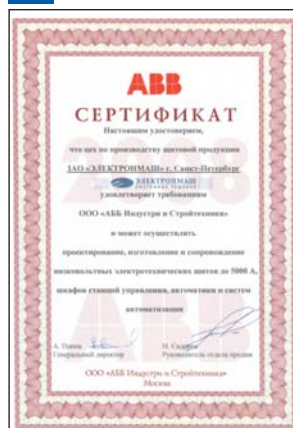 ABB
СЕРТИФИКАТ
Настоящим удостоверяем,
что цех по производству щитовой продукции
ЗАО «ЭЛЕКТРОНМАШ» г. Санкт-Петербург
ЭЛЕКТРОНМАШ
удовлетворяет требованиям
ООО «АББ Индустри и Стройтехника»
и может осуществлять
проектирование, изготовление и сопровождение
низковольтных электротехнических щитов до 5000 А,
шкафов станций управления, автоматики и систем
автоматизации
А. Попов
Генеральный директор
Н. Сидоров
Руководитель отдела продаж
ООО «АББ Индустри и Стройтехника»
Москва